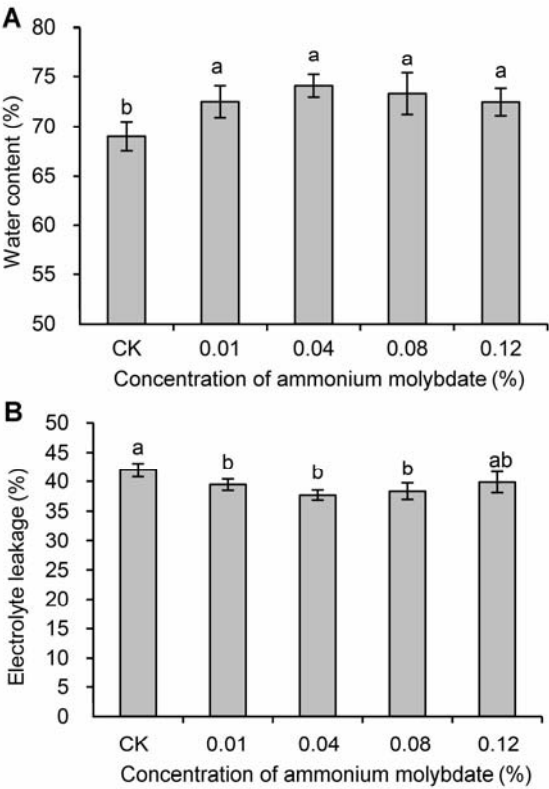 A
80
75
70
65
60
55
50
Water content (%)
b
a
a
a
a
CK 0.01 0.04 0.08 0.12
Concentration of ammonium molybdate (%)
B
50
45
40
35
30
25
20
15
10
5
0
Electrolyte leakage (%)
a
b
b
b
ab
CK 0.01 0.04 0.08 0.12
Concentration of ammonium molybdate (%)